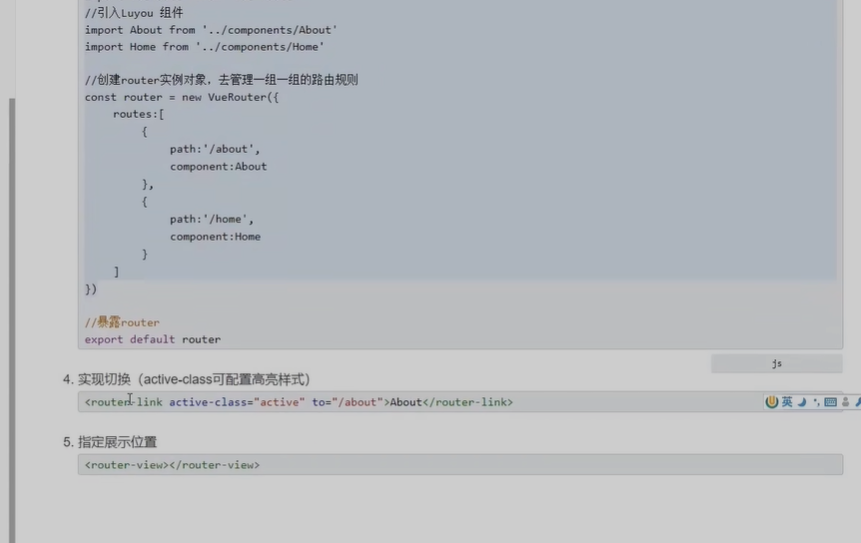 //引入Luyou 组件
import About from '../components/About'
import Home from '../components/Home'
//创建router实例对象，去管理一组一组的路由规则
const router = new VueRouter({
    routes:[
        {
            path:'/about',
            component:About
        },
        {
            path:'/home',
            component:Home
        }
    ]
})
//暴露router
export default router
js
4. 实现切换（active-class可配置高亮样式）
<router-link active-class="active" to="/about">About</router-link>
英
5. 指定展示位置
<router-view></router-view>